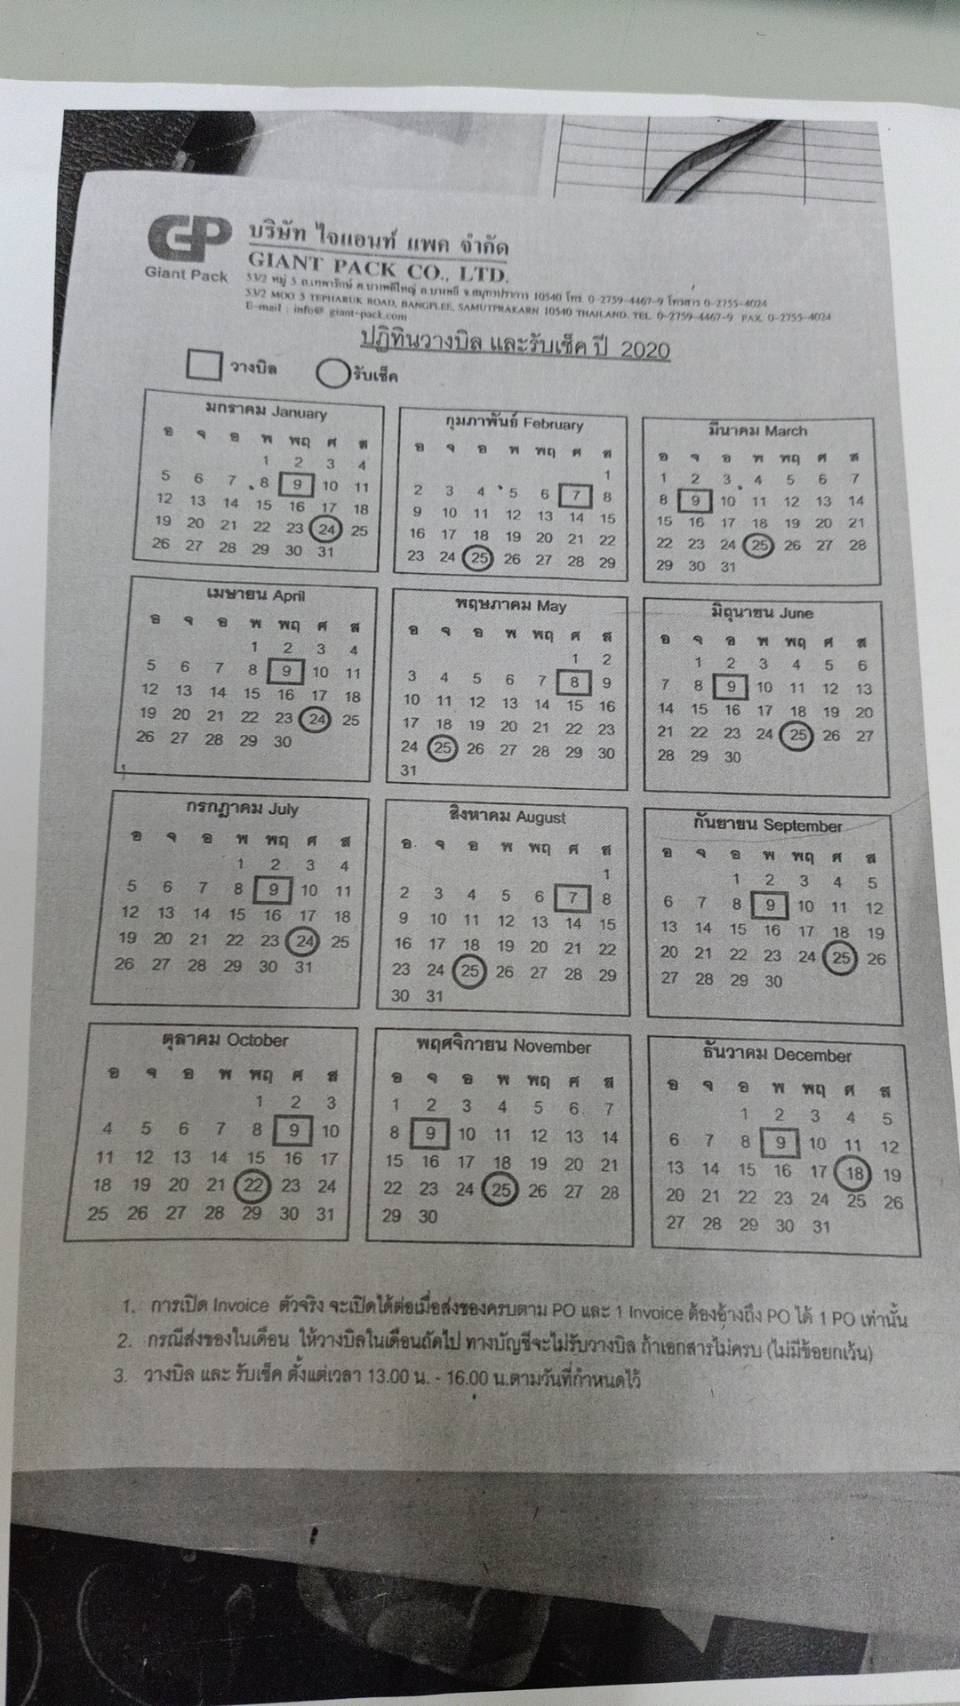 GP
Giant Pack
บริษัท ไจแอนท์ แพค จำกัด
GIANT PACK CO., LTD.
53/2 หมู่ 5 ถ.เทพารักษ์ ต.บางพลีใหญ่ อ.บางพลี จ.สมุทรปราการ 10540 โทร. 0-2759-4467-9 โทรสาร 0-2755-4024
53/2 MOO 5 TEPHARUK ROAD, BANGPLEE, SAMUTPRAKARN 10540 THAILAND. TEL. 0-2759-4467-9 FAX. 0-2755-4024
E-mail : info@ giant-pack.com
ปฏิทินวางบิล และรับเช็ค ปี 2020
วางบิล รับเช็ค
มกราคม January
อ จ อ พ พฤ ศ ส
1 2 3 4
5 6 7 8 9 10 11
12 13 14 15 16 17 18
19 20 21 22 23 24 25
26 27 28 29 30 31
กุมภาพันธ์ February
อ จ อ พ พฤ ศ ส
1
2 3 4 5 6 7 8
9 10 11 12 13 14 15
16 17 18 19 20 21 22
23 24 25 26 27 28 29
มีนาคม March
อ จ อ พ พฤ ศ ส
1 2 3 4 5 6 7
8 9 10 11 12 13 14
15 16 17 18 19 20 21
22 23 24 25 26 27 28
29 30 31
เมษายน April
อ จ อ พ พฤ ศ ส
1 2 3 4
5 6 7 8 9 10 11
12 13 14 15 16 17 18
19 20 21 22 23 24 25
26 27 28 29 30
พฤษภาคม May
อ จ อ พ พฤ ศ ส
1 2
3 4 5 6 7 8 9
10 11 12 13 14 15 16
17 18 19 20 21 22 23
24 25 26 27 28 29 30
31
มิถุนายน June
อ จ อ พ พฤ ศ ส
1 2 3 4 5 6
7 8 9 10 11 12 13
14 15 16 17 18 19 20
21 22 23 24 25 26 27
28 29 30
กรกฎาคม July
อ จ อ พ พฤ ศ ส
1 2 3 4
5 6 7 8 9 10 11
12 13 14 15 16 17 18
19 20 21 22 23 24 25
26 27 28 29 30 31
สิงหาคม August
อ. จ อ พ พฤ ศ ส
1
2 3 4 5 6 7 8
9 10 11 12 13 14 15
16 17 18 19 20 21 22
23 24 25 26 27 28 29
30 31
กันยายน September
อ จ อ พ พฤ ศ ส
1 2 3 4 5
6 7 8 9 10 11 12
13 14 15 16 17 18 19
20 21 22 23 24 25 26
27 28 29 30
ตุลาคม October
อ จ อ พ พฤ ศ ส
1 2 3
4 5 6 7 8 9 10
11 12 13 14 15 16 17
18 19 20 21 22 23 24
25 26 27 28 29 30 31
พฤศจิกายน November
อ จ อ พ พฤ ศ ส
1 2 3 4 5 6 7
8 9 10 11 12 13 14
15 16 17 18 19 20 21
22 23 24 25 26 27 28
29 30
ธันวาคม December
อ จ อ พ พฤ ศ ส
1 2 3 4 5
6 7 8 9 10 11 12
13 14 15 16 17 18 19
20 21 22 23 24 25 26
27 28 29 30 31
1. การเปิด Invoice ตัวจริง จะเปิดได้ต่อเมื่อส่งของครบตาม PO และ 1 Invoice ต้องอ้างถึง PO ได้ 1 PO เท่านั้น
2. กรณีส่งของในเดือน ให้วางบิลในเดือนถัดไป ทางบัญชีจะไม่รับวางบิล ถ้าเอกสารไม่ครบ (ไม่มีข้อยกเว้น)
3. วางบิล และ รับเช็ค ตั้งแต่เวลา 13.00 น. - 16.00 น.ตามวันที่กำหนดไว้